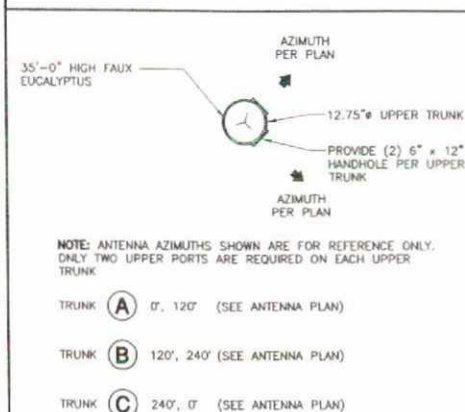 AZIMUTH
PER PLAN
35'-0" HIGH FAUX
EUCALYPTUS
12.75"ø UPPER TRUNK
PROVIDE (2) 6" x 12"
HANDHOLE PER UPPER
TRUNK
AZIMUTH
PER PLAN
NOTE: ANTENNA AZIMUTHS SHOWN ARE FOR REFERENCE ONLY.
ONLY TWO UPPER PORTS ARE REQUIRED ON EACH UPPER
TRUNK
TRUNK A 0°, 120° (SEE ANTENNA PLAN)
TRUNK B 120°, 240° (SEE ANTENNA PLAN)
TRUNK C 240°, 0° (SEE ANTENNA PLAN)